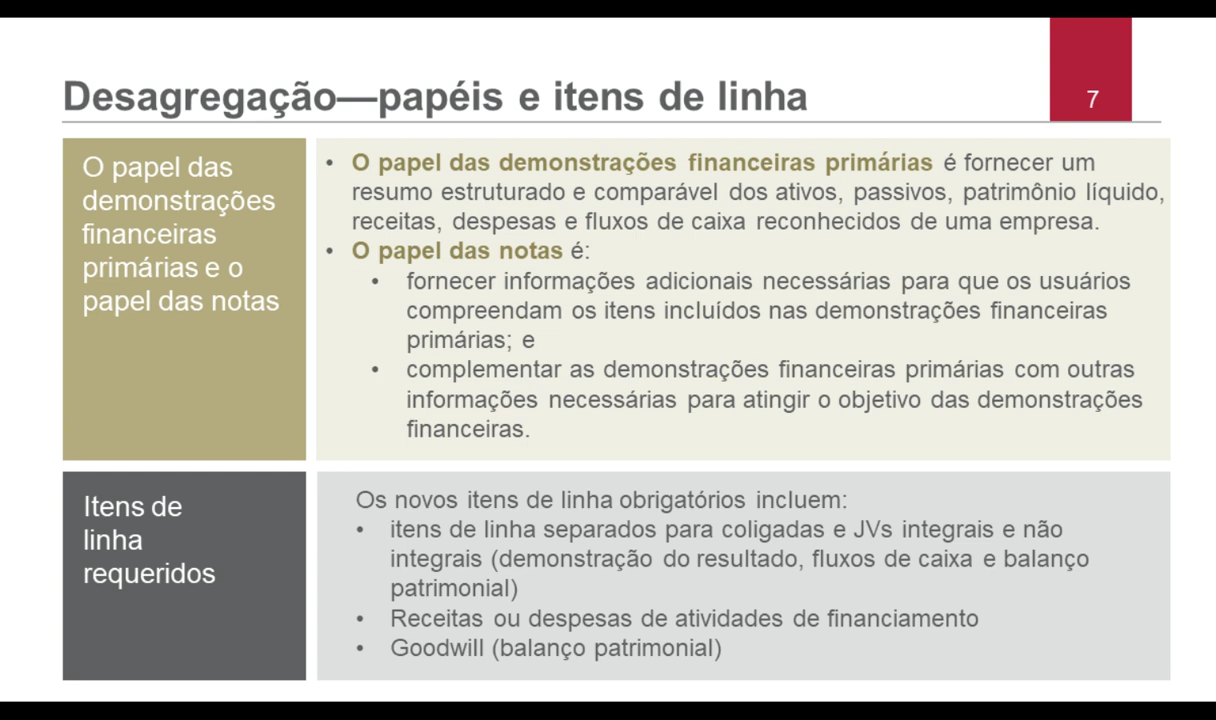 Desagregação—papéis e itens de linha
7
O papel das
demonstrações
financeiras
primárias e o
papel das notas
• O papel das demonstrações financeiras primárias é fornecer um
resumo estruturado e comparável dos ativos, passivos, patrimônio líquido,
receitas, despesas e fluxos de caixa reconhecidos de uma empresa.
• O papel das notas é:
• fornecer informações adicionais necessárias para que os usuários
compreendam os itens incluídos nas demonstrações financeiras
primárias; e
• complementar as demonstrações financeiras primárias com outras
informações necessárias para atingir o objetivo das demonstrações
financeiras.
Itens de
linha
requeridos
Os novos itens de linha obrigatórios incluem:
• itens de linha separados para coligadas e JVs integrais e não
integrais (demonstração do resultado, fluxos de caixa e balanço
patrimonial)
• Receitas ou despesas de atividades de financiamento
• Goodwill (balanço patrimonial)